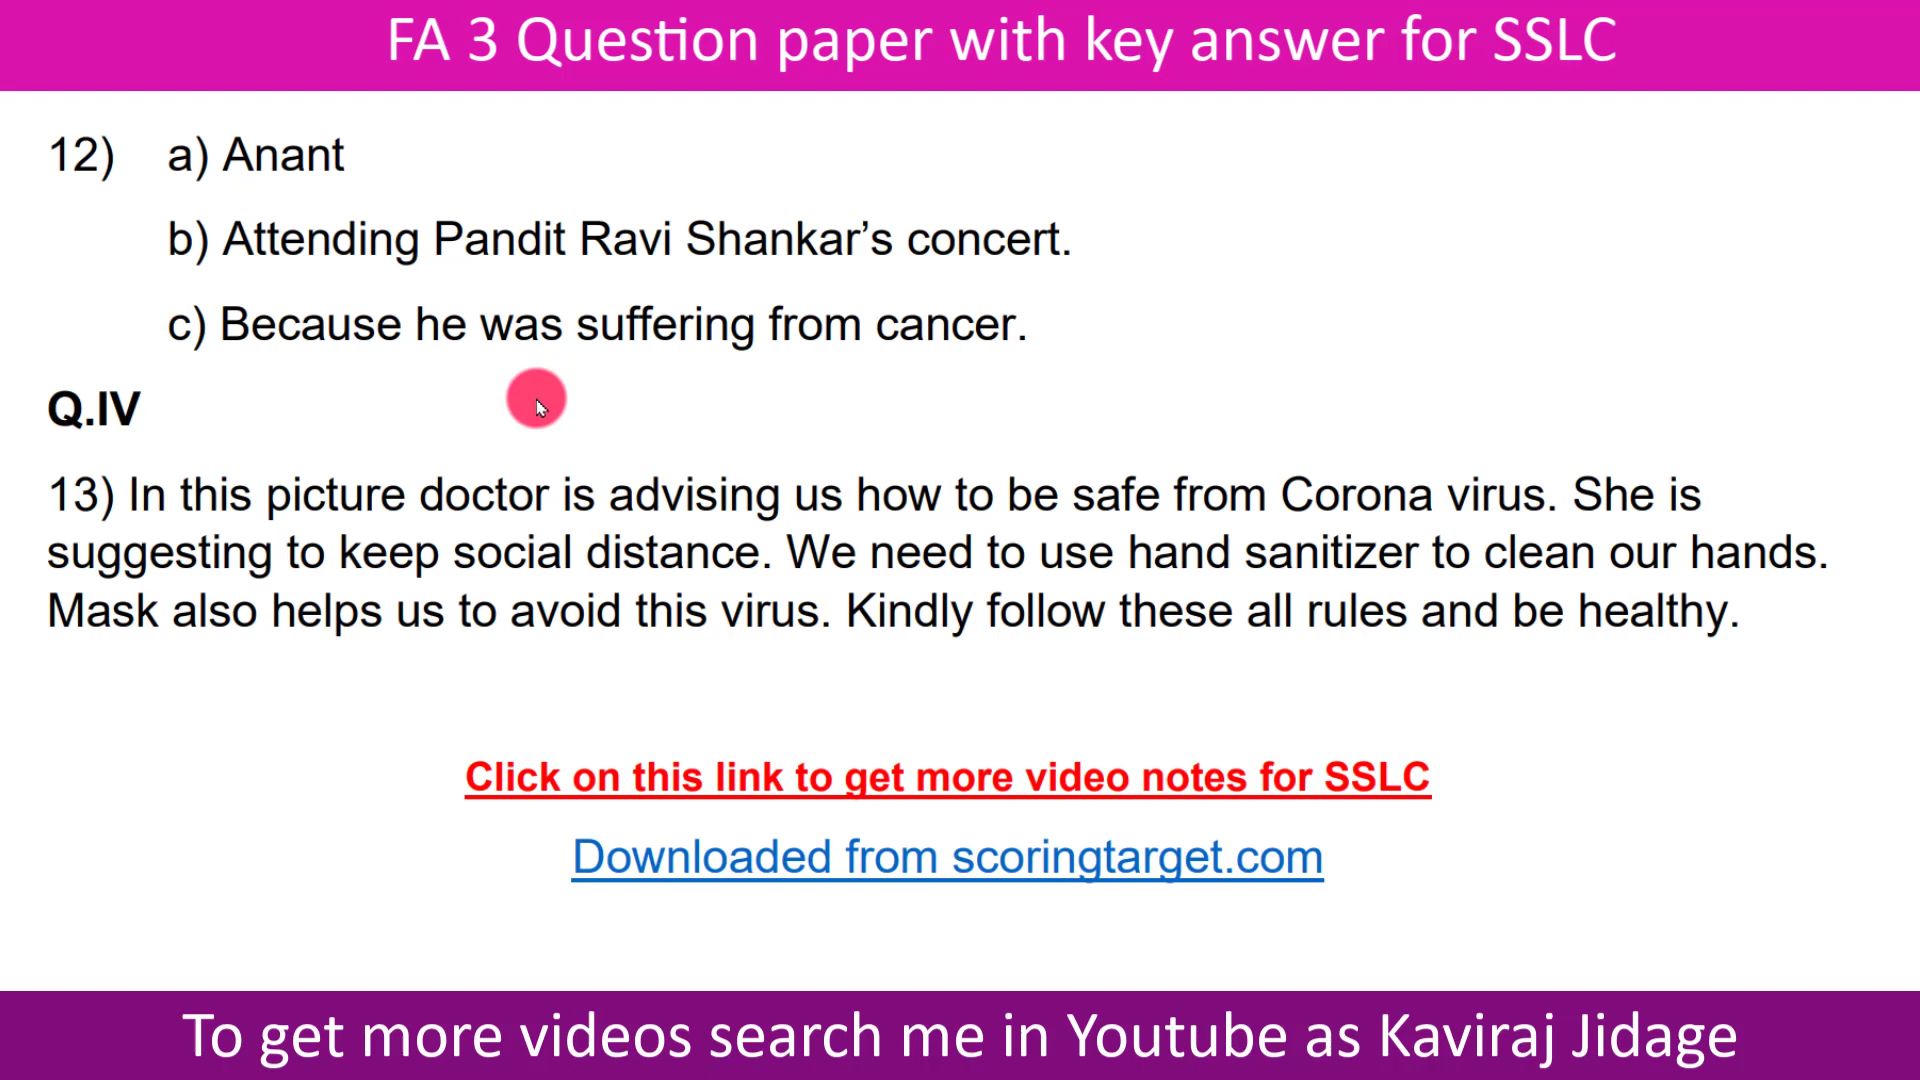 FA 3 Question paper with key answer for SSLC
12) a) Anant
b) Attending Pandit Ravi Shankar’s concert.
c) Because he was suffering from cancer.
Q.IV
13) In this picture doctor is advising us how to be safe from Corona virus. She is
suggesting to keep social distance. We need to use hand sanitizer to clean our hands.
Mask also helps us to avoid this virus. Kindly follow these all rules and be healthy.
Click on this link to get more video notes for SSLC
Downloaded from scoringtarget.com
To get more videos search me in Youtube as Kaviraj Jidage